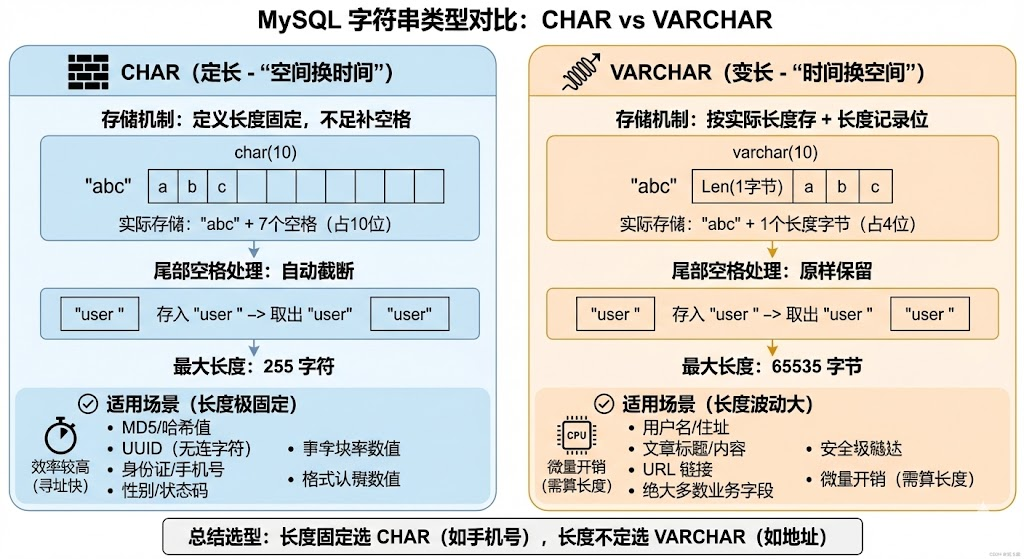 MySQL 字符串类型对比：CHAR vs VARCHAR
CHAR（定长 - “空间换时间”）
存储机制：定义长度固定，不足补空格
char(10)
"abc"
a b c
实际存储："abc" + 7个空格（占10位）
尾部空格处理：自动截断
"user "
存入 "user " –> 取出 "user"
"user"
最大长度：255 字符
适用场景（长度极固定）
效率较高
（寻址快）
• MD5/哈希值
• UUID（无连字符）
• 身份证/手机号
• 性别/状态码
VARCHAR（变长 - “时间换空间”）
存储机制：按实际长度存 + 长度记录位
varchar(10)
"abc"
Len(1字节) a b c
实际存储："abc" + 1个长度字节（占4位）
尾部空格处理：原样保留
"user "
存入 "user " –> 取出 "user "
"user "
最大长度：65535 字节
适用场景（长度波动大）
CPU
微量开销
（需算长度）
• 用户名/住址
• 文章标题/内容
• URL 链接
• 绝大多数业务字段
• 微量开销（需算长度）
总结选型：长度固定选 CHAR（如手机号），长度不定选 VARCHAR（如地址）